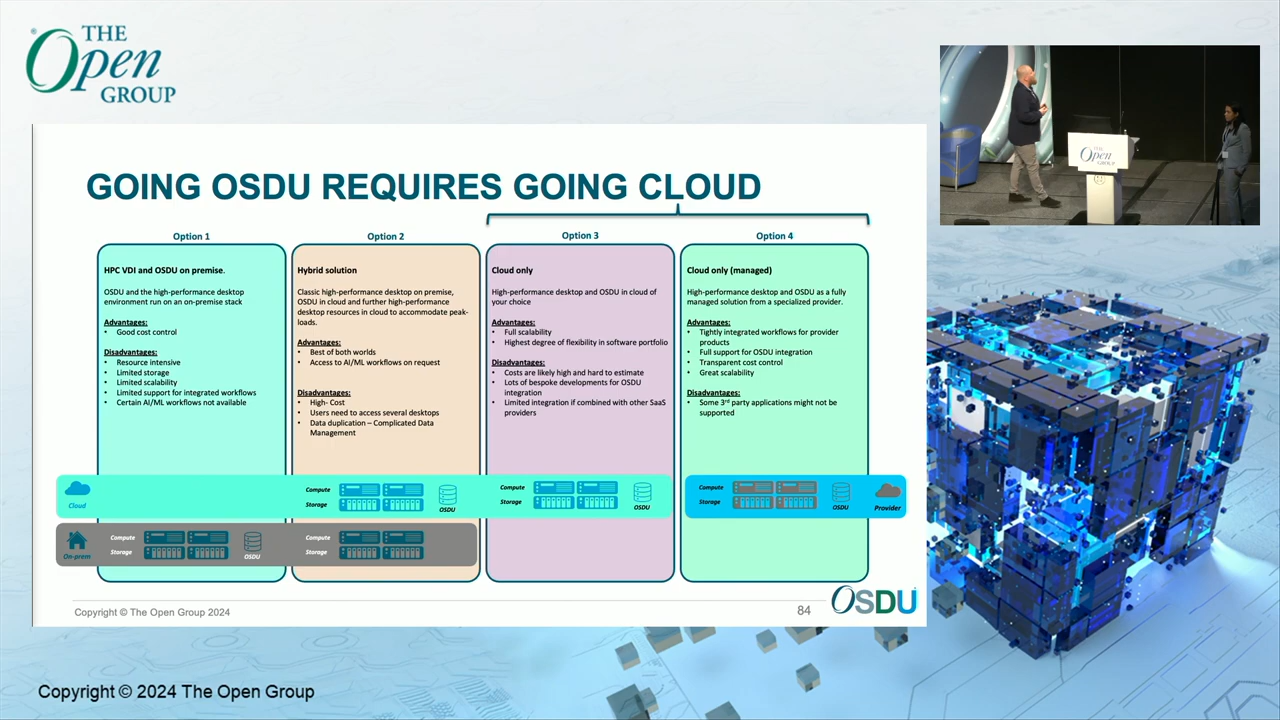 THE
Open
GROUP
GOING OSDU REQUIRES GOING CLOUD
Option 1
HPC VDI and OSDU on premise.
OSDU and the high-performance desktop
environment run on an on-premise stack
Advantages:
• Good cost control
Disadvantages:
• Resource intensive
• Limited storage
• Limited scalability
• Limited support for integrated workflows
• Certain AI/ML workflows not available
Option 2
Hybrid solution
Classic high-performance desktop on premise,
OSDU in cloud and further high-performance
desktop resources in cloud to accommodate peak-
loads.
Advantages:
• Best of both worlds
• Access to AI/ML workflows on request
Disadvantages:
• High- Cost
• Users need to access several desktops
• Data duplication – Complicated Data
Management
Option 3
Cloud only
High-performance desktop and OSDU in cloud of
your choice
Advantages:
• Full scalability
• Highest degree of flexibility in software portfolio
Disadvantages:
• Costs are likely high and hard to estimate
• Lots of bespoke developments for OSDU
integration
• Limited integration if combined with other SaaS
providers
Option 4
Cloud only (managed)
High-performance desktop and OSDU as a fully
managed solution from a specialized provider.
Advantages:
• Tightly integrated workflows for provider
products
• Full support for OSDU integration
• Transparent cost control
• Great scalability
Disadvantages:
• Some 3rd party applications might not be
supported
Cloud
Compute
Storage
OSDU
Compute
Storage
OSDU
Compute
Storage
OSDU
Provider
On-prem
Compute
Storage
OSDU
Compute
Storage
Copyright © The Open Group 2024
84
OSDU
THE
Open
GROUP
Copyright © 2024 The Open Group